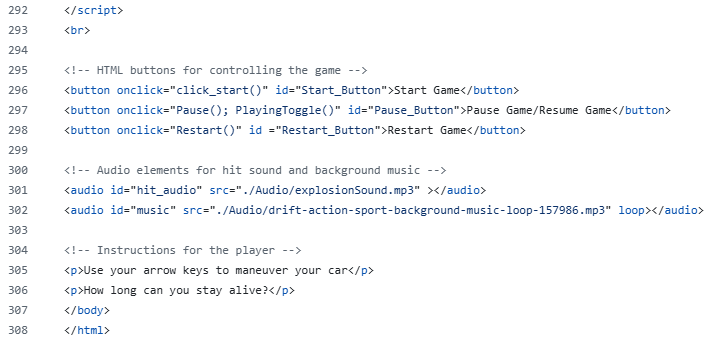 292 </script>
293 <br>
294
295 <!-- HTML buttons for controlling the game -->
296 <button onclick="click_start()" id="Start_Button">Start Game</button>
297 <button onclick="Pause(); PlayingToggle()" id="Pause_Button">Pause Game/Resume Game</button>
298 <button onclick="Restart()" id ="Restart_Button">Restart Game</button>
299
300 <!-- Audio elements for hit sound and background music -->
301 <audio id="hit_audio" src="./Audio/explosionSound.mp3" ></audio>
302 <audio id="music" src="./Audio/drift-action-sport-background-music-loop-157986.mp3" loop></audio>
303
304 <!-- Instructions for the player -->
305 <p>Use your arrow keys to maneuver your car</p>
306 <p>How long can you stay alive?</p>
307 </body>
308 </html>